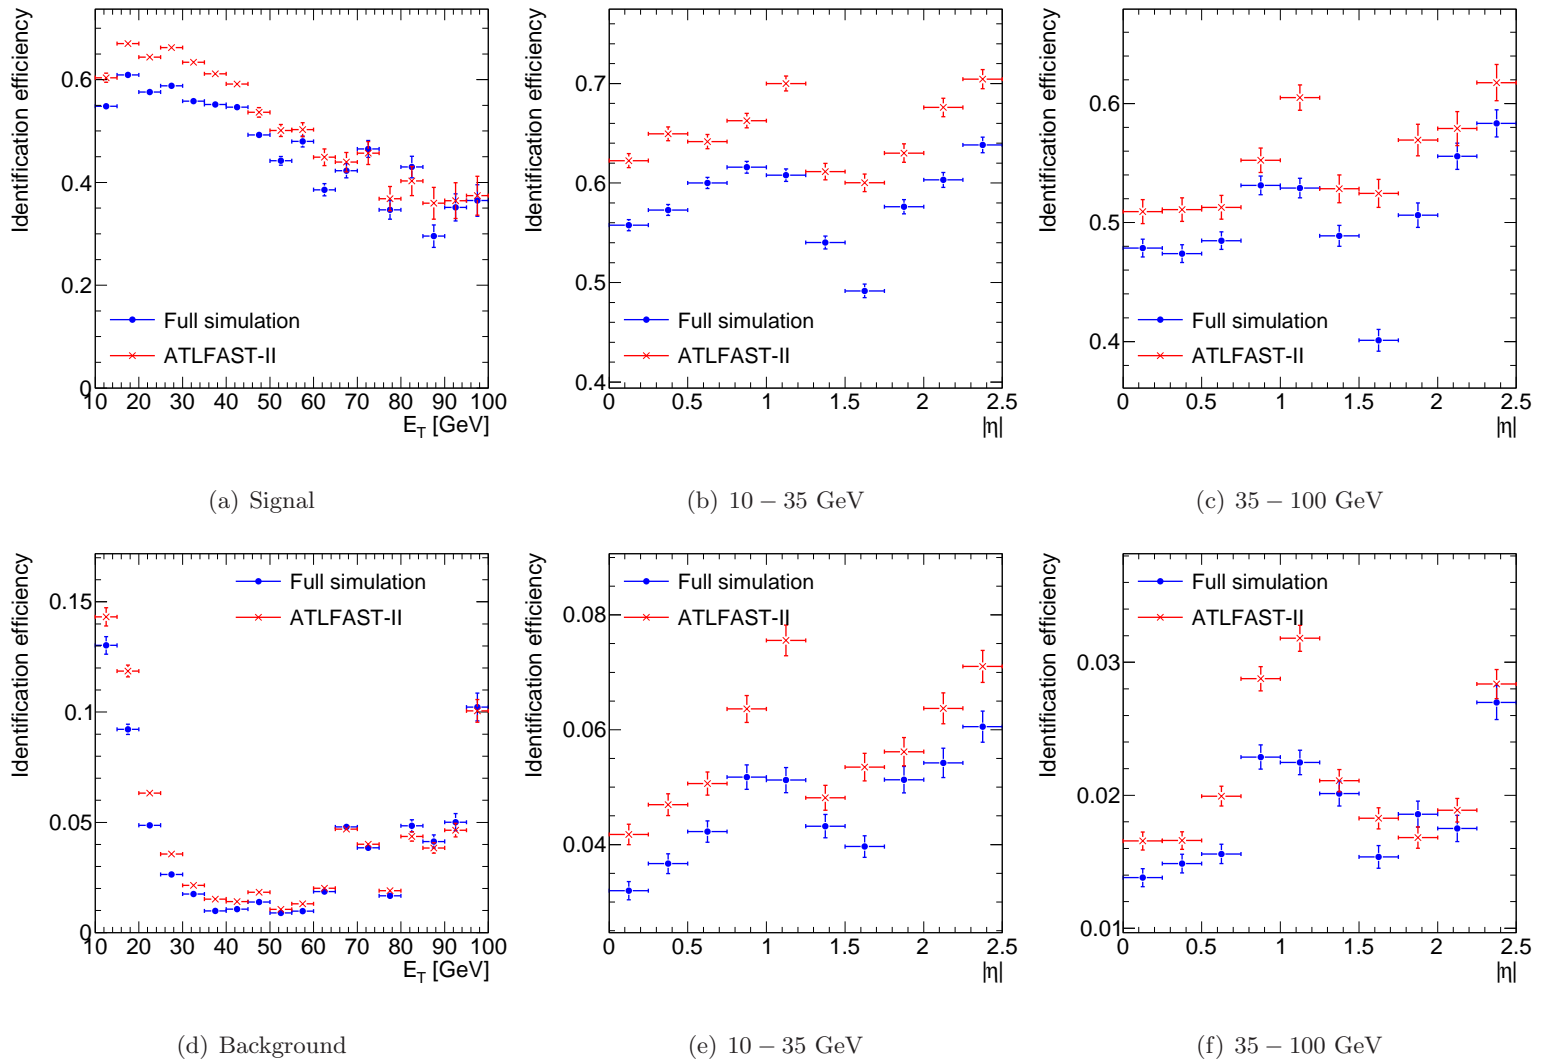 Identification efficiency
0.6
0.4
0.2
0
Full simulation
ATLFAST-II
10 20 30 40 50 60 70 80 90 100
E_T [GeV]
(a) Signal
Identification efficiency
0.7
0.6
0.5
0.4
Full simulation
ATLFAST-II
0 0.5 1 1.5 2 2.5
|η|
(b) 10 − 35 GeV
Identification efficiency
0.6
0.5
0.4
Full simulation
ATLFAST-II
0 0.5 1 1.5 2 2.5
|η|
(c) 35 − 100 GeV
Identification efficiency
Full simulation
ATLFAST-II
0.15
0.1
0.05
0
10 20 30 40 50 60 70 80 90 100
E_T [GeV]
(d) Background
Identification efficiency
Full simulation
ATLFAST-II
0.08
0.06
0.04
0 0.5 1 1.5 2 2.5
|η|
(e) 10 − 35 GeV
Identification efficiency
Full simulation
ATLFAST-II
0.03
0.02
0.01
0 0.5 1 1.5 2 2.5
|η|
(f) 35 − 100 GeV